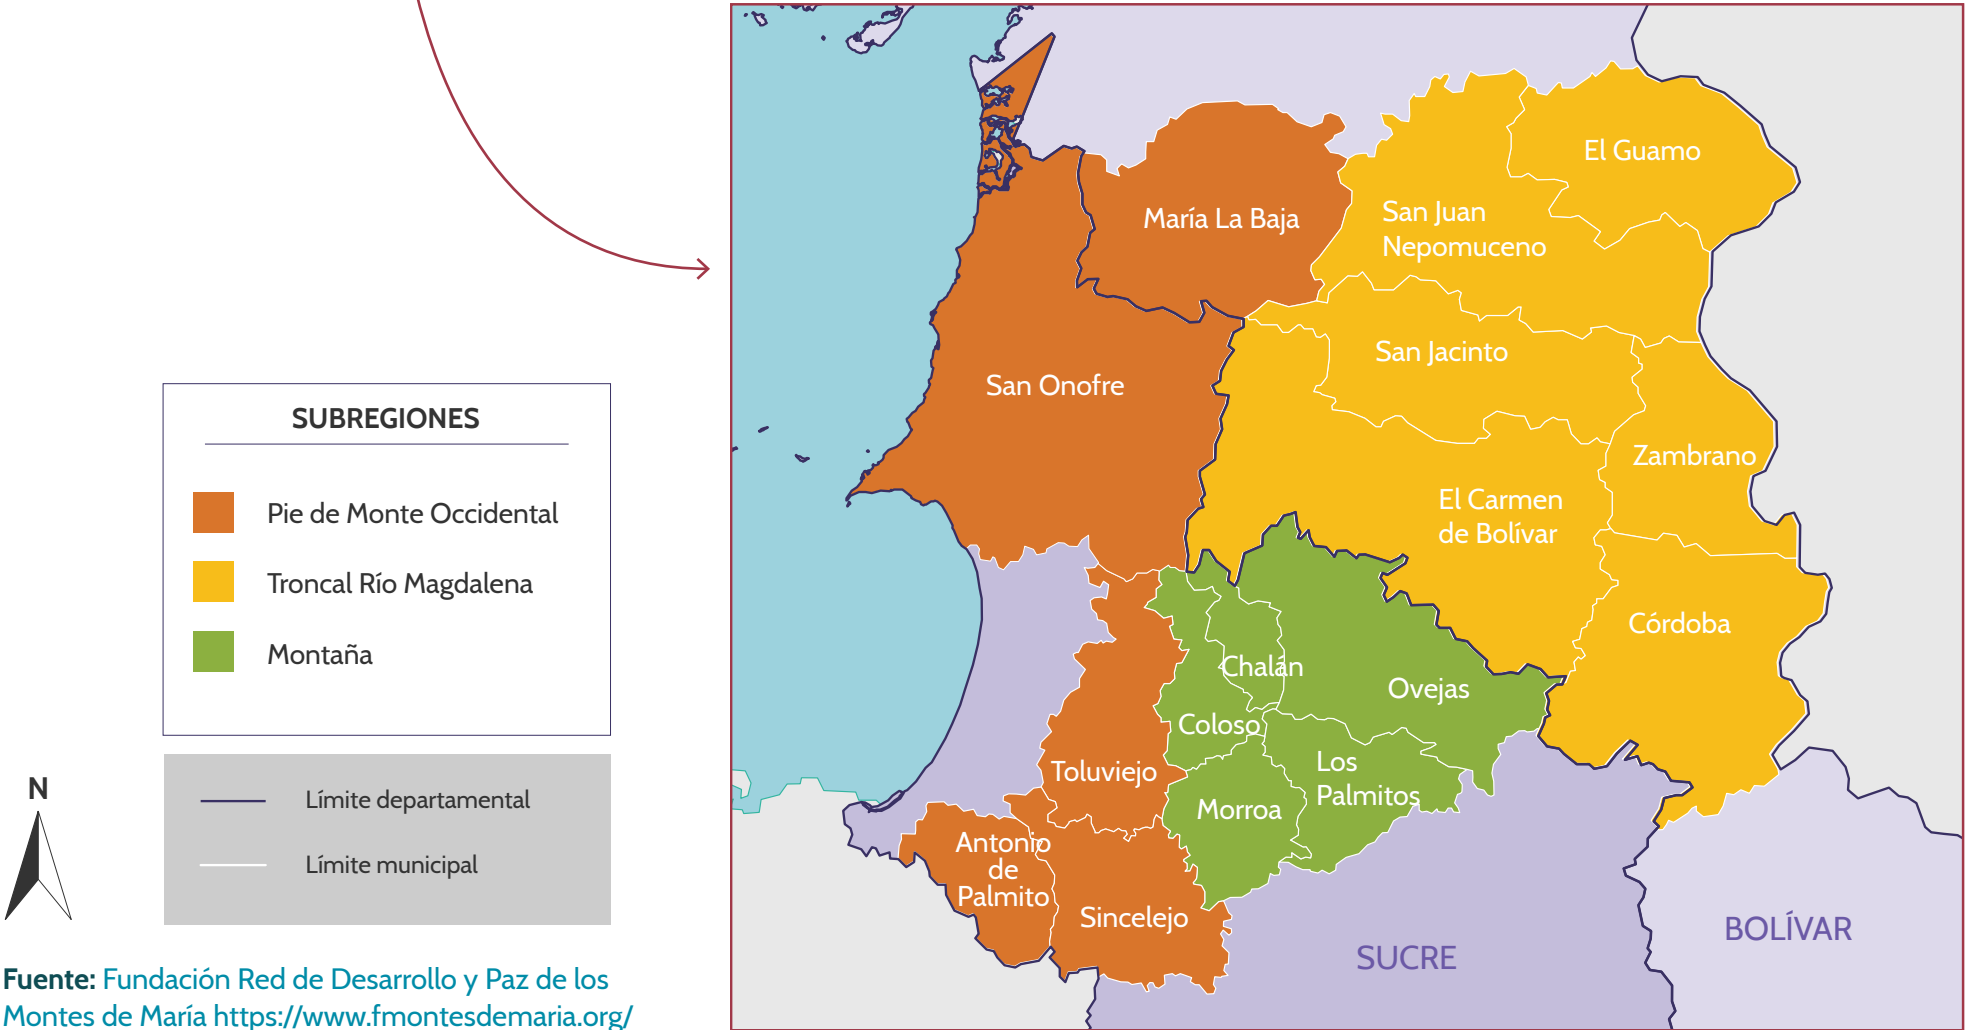 SUBREGIONES
Pie de Monte Occidental
Troncal Río Magdalena
Montaña
Límite departamental
Límite municipal
N
Fuente: Fundación Red de Desarrollo y Paz de los
Montes de María https://www.fmontesdemaria.org/
El Guamo
María La Baja
San Juan
Nepomuceno
San Jacinto
San Onofre
Zambrano
El Carmen
de Bolívar
Córdoba
Chalán
Ovejas
Coloso
Toluviejo
Los
Palmitos
Morroa
Antonio
de
Palmito
Sincelejo
SUCRE
BOLÍVAR